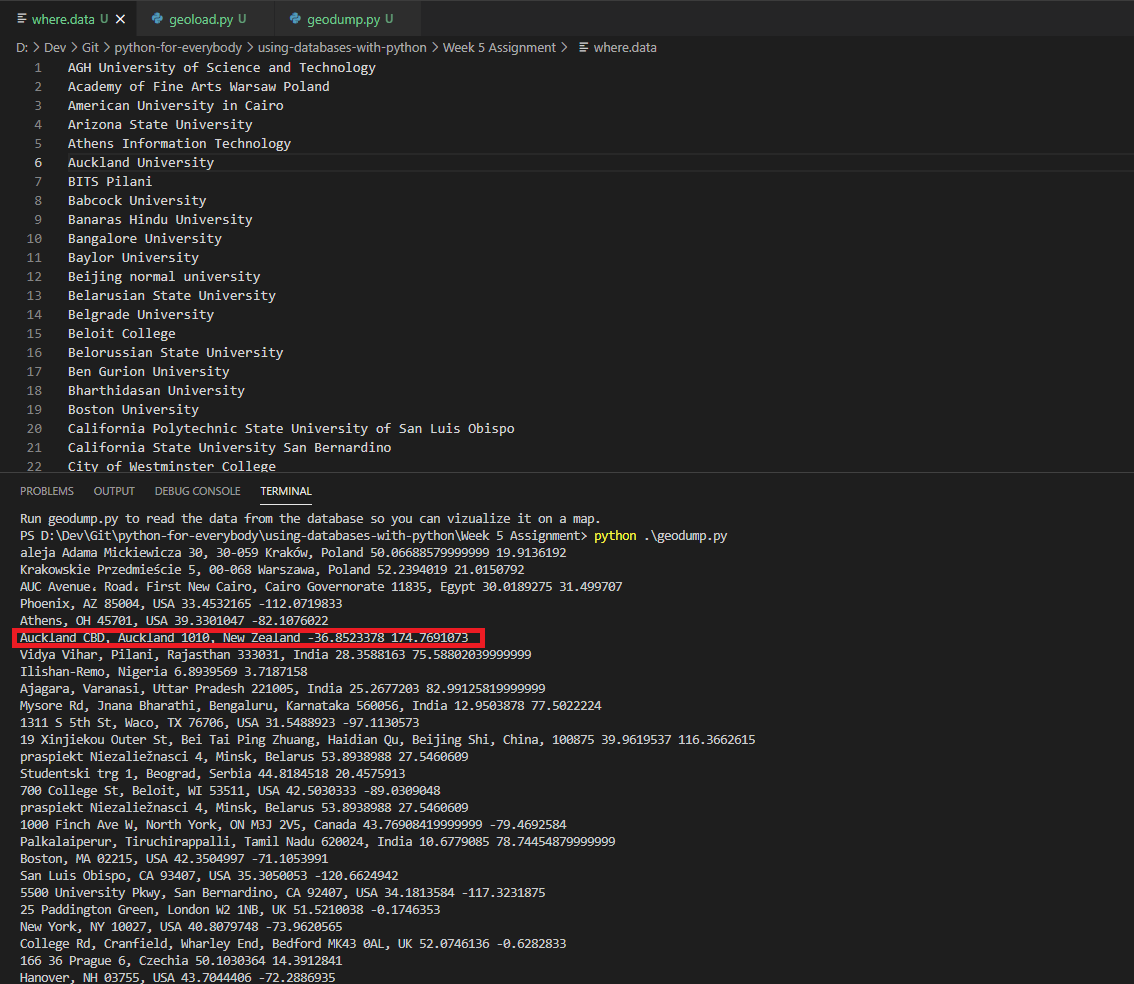 where.data U
geoload.py U
geodump.py U
D: > Dev > Git > python-for-everybody > using-databases-with-python > Week 5 Assignment > where.data
1 AGH University of Science and Technology
2 Academy of Fine Arts Warsaw Poland
3 American University in Cairo
4 Arizona State University
5 Athens Information Technology
6 Auckland University
7 BITS Pilani
8 Babcock University
9 Banaras Hindu University
10 Bangalore University
11 Baylor University
12 Beijing normal university
13 Belarusian State University
14 Belgrade University
15 Beloit College
16 Belorussian State University
17 Ben Gurion University
18 Bharthidasan University
19 Boston University
20 California Polytechnic State University of San Luis Obispo
21 California State University San Bernardino
22 City of Westminster College
PROBLEMS OUTPUT DEBUG CONSOLE TERMINAL
Run geodump.py to read the data from the database so you can vizualize it on a map.
PS D:\Dev\Git\python-for-everybody\using-databases-with-python\Week 5 Assignment> python .\geodump.py
aleja Adama Mickiewicza 30, 30-059 Kraków, Poland 50.06688579999999 19.9136192
Krakowskie Przedmieście 5, 00-068 Warszawa, Poland 52.2394019 21.0150792
AUC Avenue، Road، First New Cairo, Cairo Governorate 11835, Egypt 30.0189275 31.499707
Phoenix, AZ 85004, USA 33.4532165 -112.0719833
Athens, OH 45701, USA 39.3301047 -82.1076022
Auckland CBD, Auckland 1010, New Zealand -36.8523378 174.7691073
Vidya Vihar, Pilani, Rajasthan 333031, India 28.3588163 75.58802039999999
Ilishan-Remo, Nigeria 6.8939569 3.7187158
Ajagara, Varanasi, Uttar Pradesh 221005, India 25.2677203 82.99125819999999
Mysore Rd, Jnana Bharathi, Bengaluru, Karnataka 560056, India 12.9503878 77.5022224
1311 S 5th St, Waco, TX 76706, USA 31.5488923 -97.1130573
19 Xinjiekou Outer St, Bei Tai Ping Zhuang, Haidian Qu, Beijing Shi, China, 100875 39.9619537 116.3662615
praspiekt Niezaliežnasci 4, Minsk, Belarus 53.8938988 27.5460609
Studentski trg 1, Beograd, Serbia 44.8184518 20.4575913
700 College St, Beloit, WI 53511, USA 42.5030333 -89.0309048
praspiekt Niezaliežnasci 4, Minsk, Belarus 53.8938988 27.5460609
1000 Finch Ave W, North York, ON M3J 2V5, Canada 43.76908419999999 -79.4692584
Palkalaiperur, Tiruchirappalli, Tamil Nadu 620024, India 10.6779085 78.74454879999999
Boston, MA 02215, USA 42.3504997 -71.1053991
San Luis Obispo, CA 93407, USA 35.3050053 -120.6624942
5500 University Pkwy, San Bernardino, CA 92407, USA 34.1813584 -117.3231875
25 Paddington Green, London W2 1NB, UK 51.5210038 -0.1746353
New York, NY 10027, USA 40.8079748 -73.9620565
College Rd, Cranfield, Wharley End, Bedford MK43 0AL, UK 52.0746136 -0.6282833
166 36 Prague 6, Czechia 50.1030364 14.3912841
Hanover, NH 03755, USA 43.7044406 -72.2886935